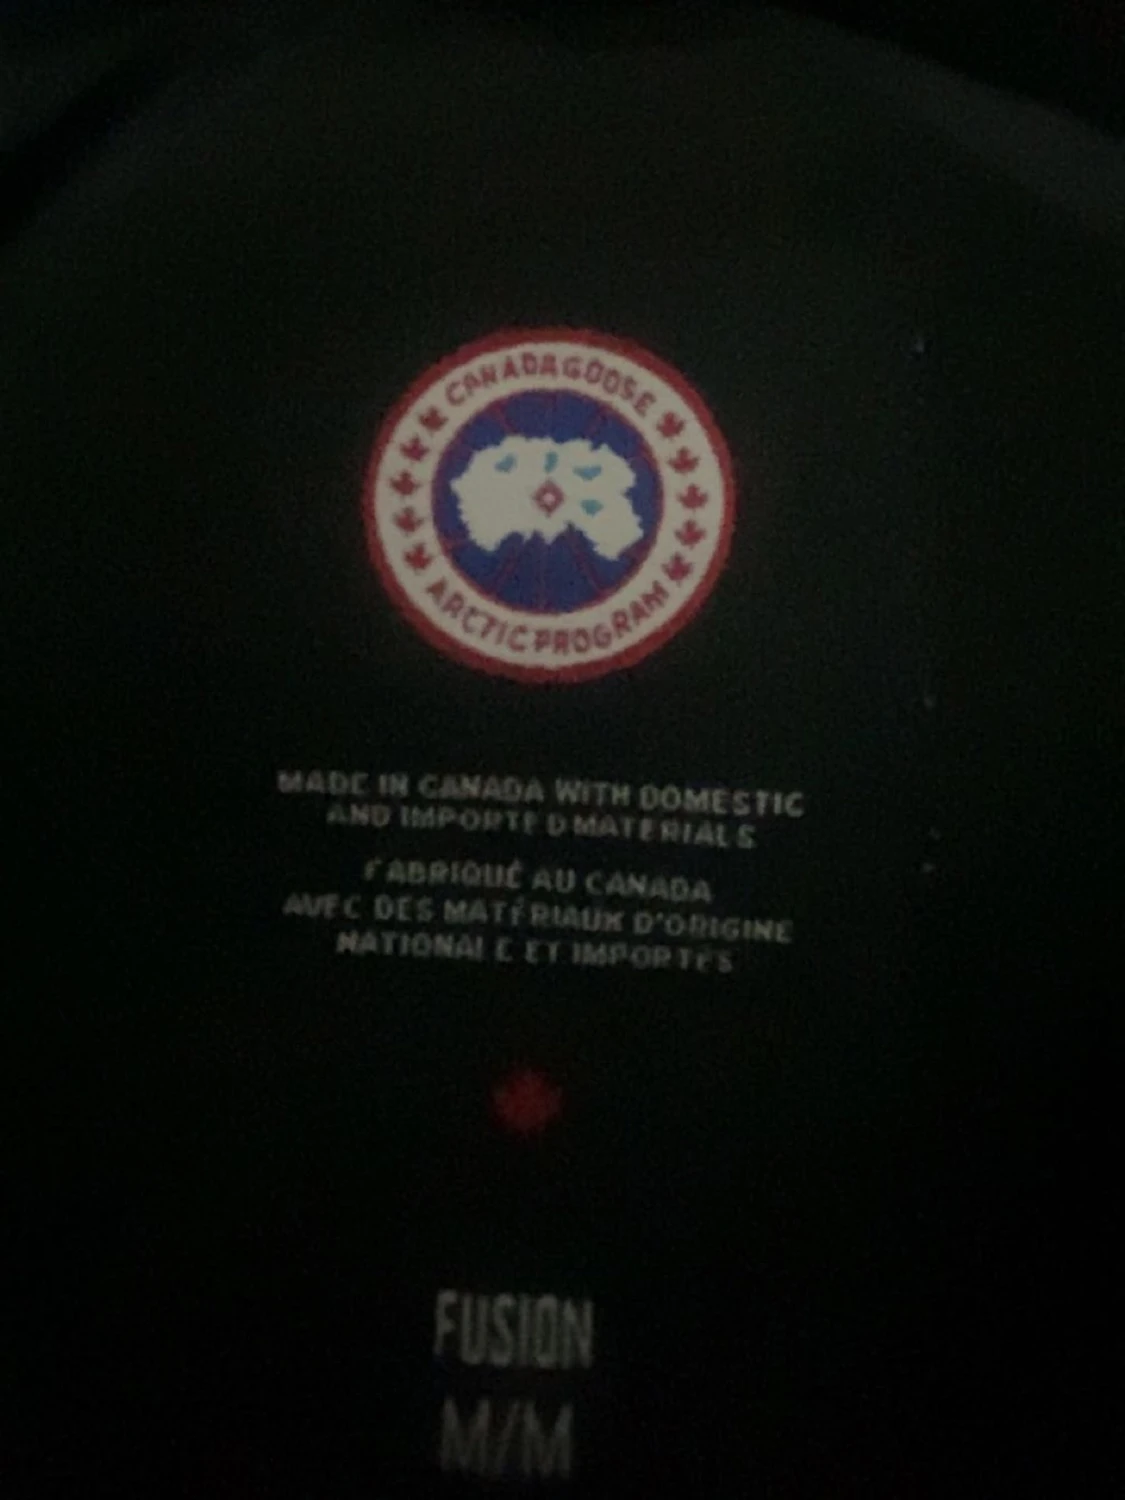 CANADA GOOSE
ARCTIC PROGRAM
MADE IN CANADA WITH DOMESTIC
AND IMPORTED MATERIALS
FABRIQUÉ AU CANADA
AVEC DES MATÉRIAUX D'ORIGINE
NATIONALE ET IMPORTÉS
FUSION
M/M